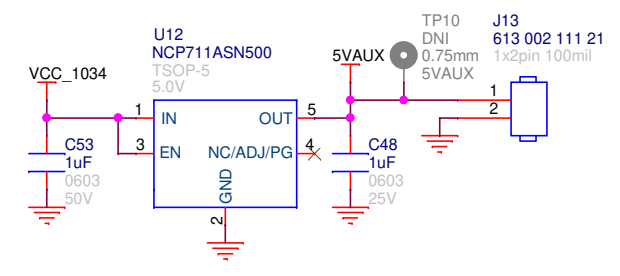 U12
NCP711ASN500
TSOP-5
5.0V
VCC_1034
1
IN
3
EN
OUT
5
NC/ADJ/PG
4
GND
2
C53
1uF
0603
50V
5VAUX
TP10
DNI
0.75mm
5VAUX
J13
613 002 111 21
1x2pin 100mil
1
2
C48
1uF
0603
25V